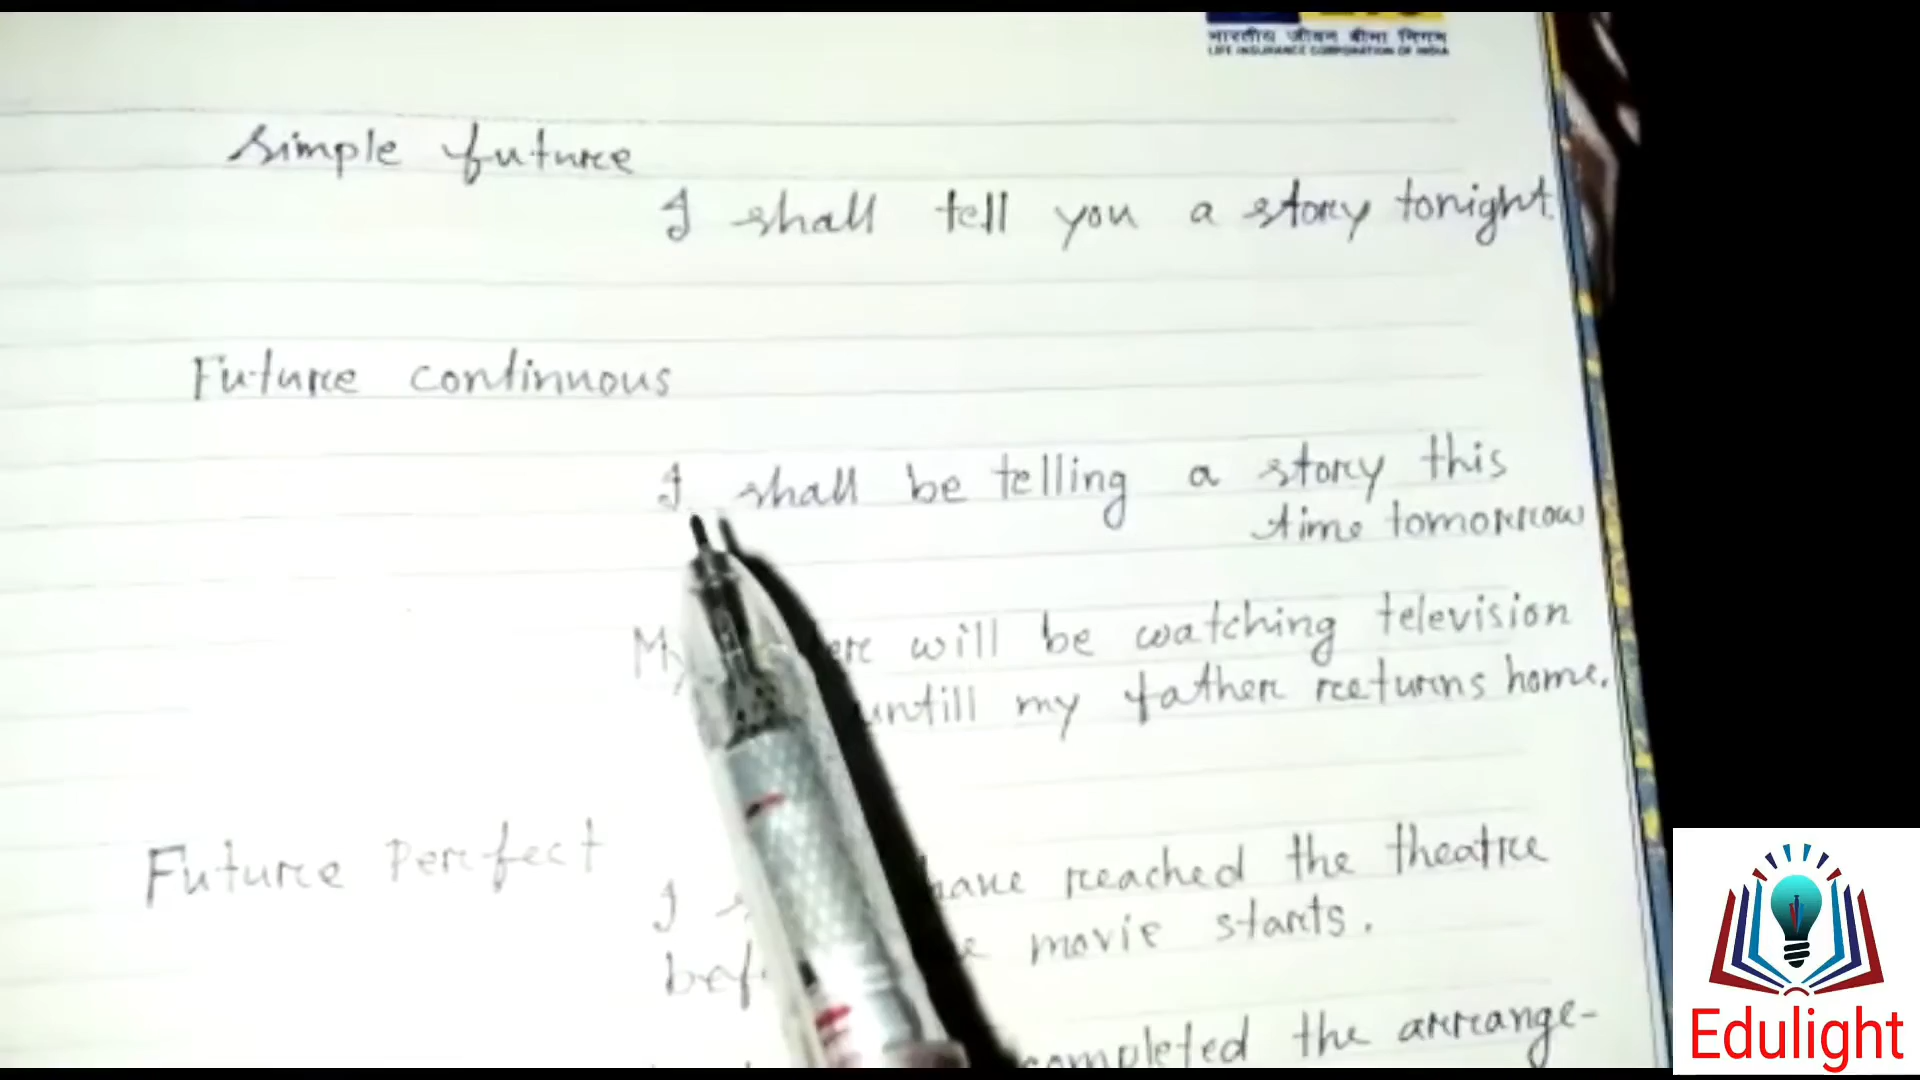 भारतीय जीवन बीमा निगम
LIFE INSURANCE CORPORATION OF INDIA
Simple future
I shall tell you a story tonight.
Future continuous
I shall be telling a story this
time tomorrow
My will be watching television
untill my father returns home.
Future Perfect
I have reached the theatre
movie starts.
completed the arrange-
Edulight